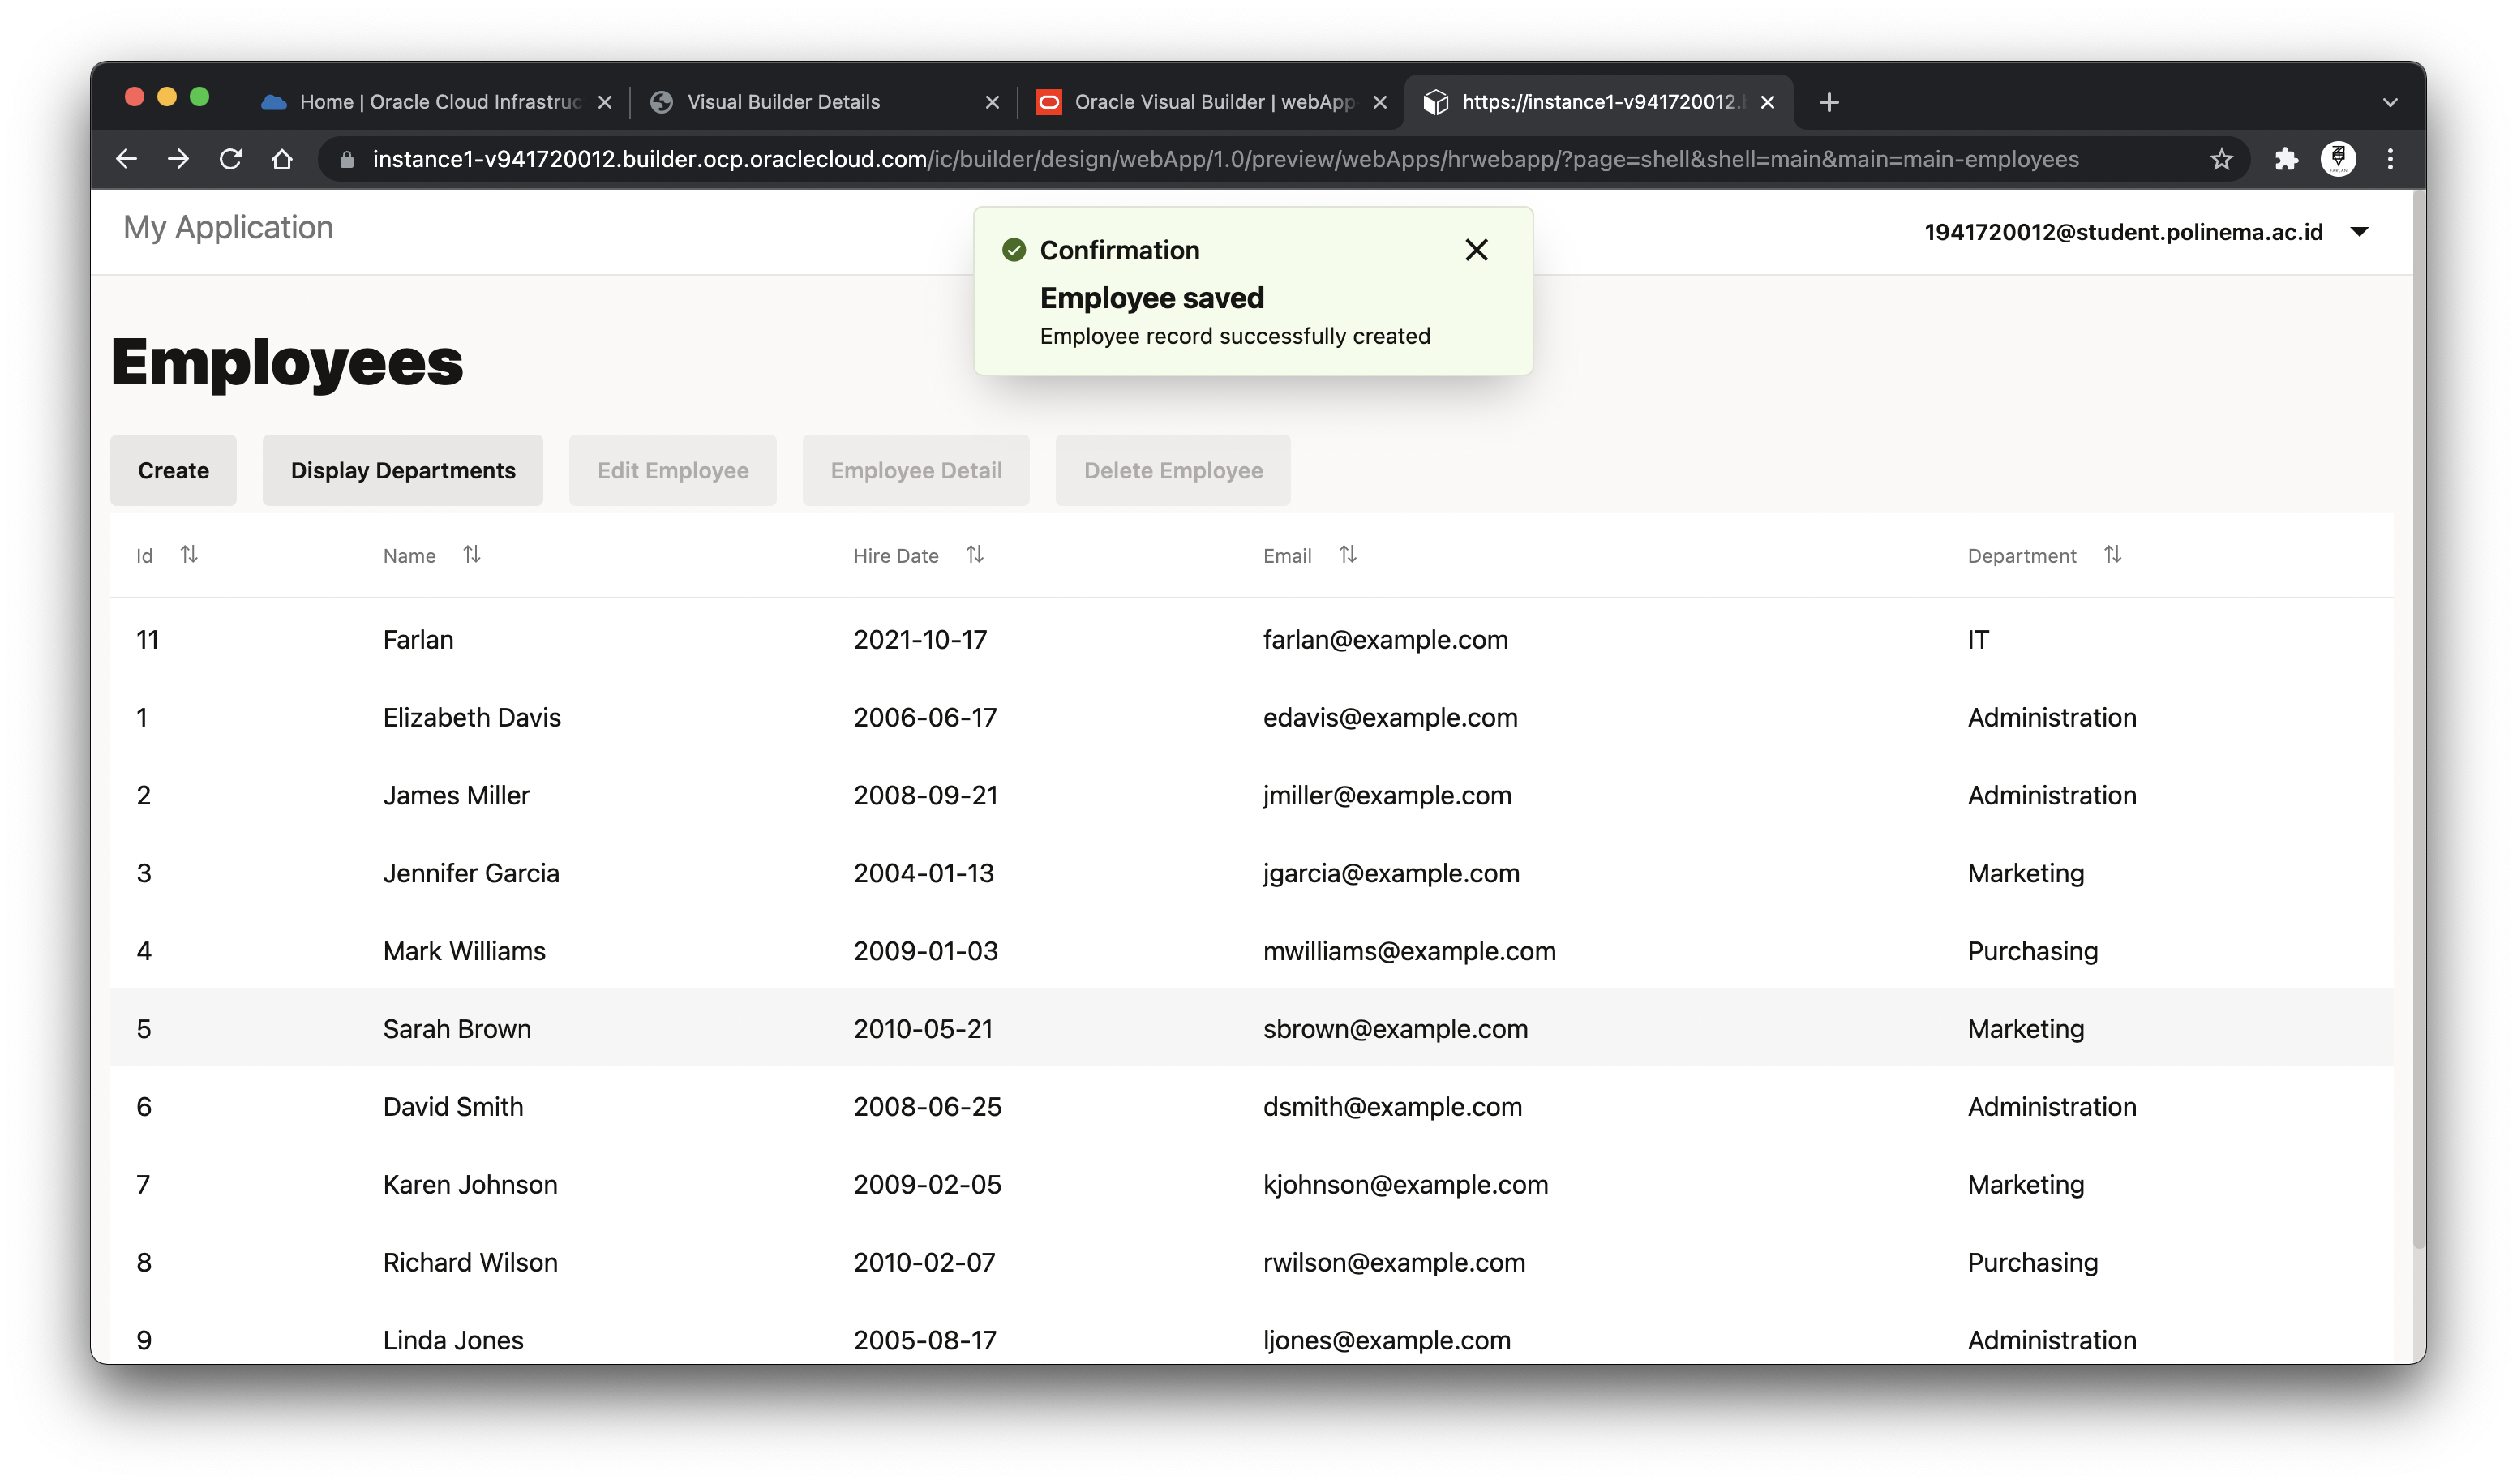 Home | Oracle Cloud Infrastruc
Visual Builder Details
Oracle Visual Builder | webApp
https://instance1-v941720012.
instance1-v941720012.builder.ocp.oraclecloud.com/ic/builder/design/webApp/1.0/preview/webApps/hrwebapp/?page=shell&shell=main&main=main-employees
My Application
1941720012@student.polinema.ac.id
Confirmation
Employee saved
Employee record successfully created
Employees
Create Display Departments Edit Employee Employee Detail Delete Employee
Id Name Hire Date Email Department
11 Farlan 2021-10-17 farlan@example.com IT
1 Elizabeth Davis 2006-06-17 edavis@example.com Administration
2 James Miller 2008-09-21 jmiller@example.com Administration
3 Jennifer Garcia 2004-01-13 jgarcia@example.com Marketing
4 Mark Williams 2009-01-03 mwilliams@example.com Purchasing
5 Sarah Brown 2010-05-21 sbrown@example.com Marketing
6 David Smith 2008-06-25 dsmith@example.com Administration
7 Karen Johnson 2009-02-05 kjohnson@example.com Marketing
8 Richard Wilson 2010-02-07 rwilson@example.com Purchasing
9 Linda Jones 2005-08-17 ljones@example.com Administration